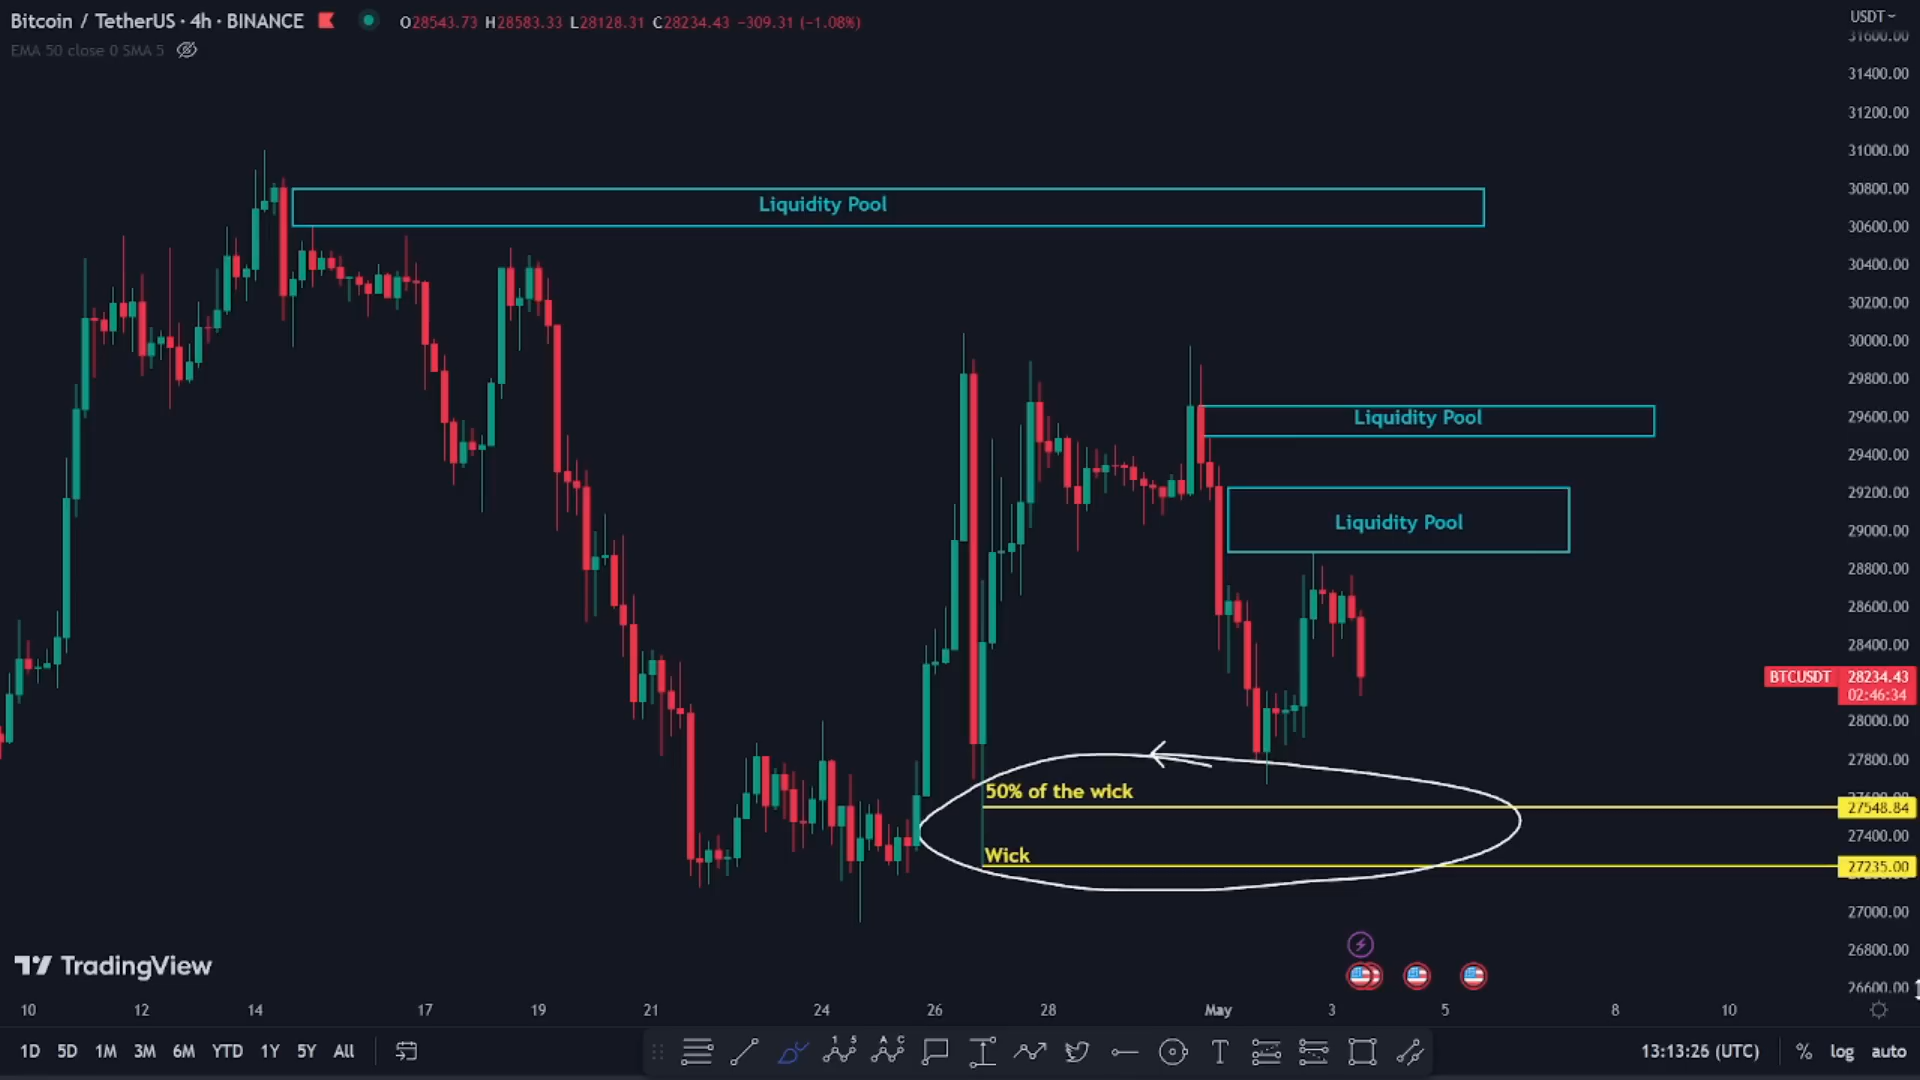 Bitcoin / TetherUS · 4h · BINANCE O28543.73 H28583.33 L28128.31 C28234.43 −309.31 (−1.08%)
EMA 50 close 0 SMA 5
USDT
31600.00
31400.00
31200.00
31000.00
30800.00
Liquidity Pool
30600.00
30400.00
30200.00
30000.00
29800.00
29600.00
Liquidity Pool
29400.00
29200.00
Liquidity Pool
29000.00
28800.00
28600.00
28400.00
BTCUSDT 28234.43
02:46:34
28000.00
27800.00
50% of the wick
27548.84
27400.00
Wick
27235.00
27000.00
26800.00
TradingView
26600.00
10 12 14 17 19 21 24 26 28 May 3 5 8 10
1D 5D 1M 3M 6M YTD 1Y 5Y All
13:13:26 (UTC) % log auto